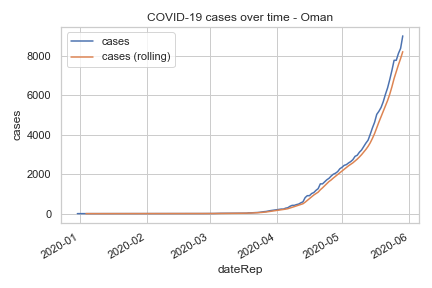 COVID-19 cases over time - Oman
cases
cases (rolling)
8000
6000
4000
2000
0
cases
2020-01
2020-02
2020-03
2020-04
2020-05
2020-06
dateRep